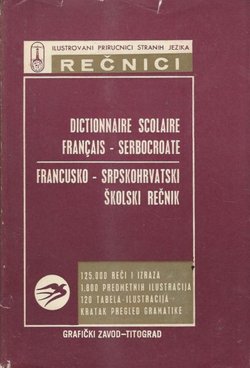 ILUSTROVANI PRIRUČNICI STRANIH JEZIKA
REČNICI
DICTIONNAIRE SCOLAIRE
FRANÇAIS - SERBOCROATE
FRANCUSKO - SRPSKOHRVATSKI
ŠKOLSKI REČNIK
125.000 REČI I IZRAZA
1.800 PREDMETNIH ILUSTRACIJA
120 TABELA-ILUSTRACIJA
KRATAK PREGLED GRAMATIKE
GRAFIČKI ZAVOD—TITOGRAD